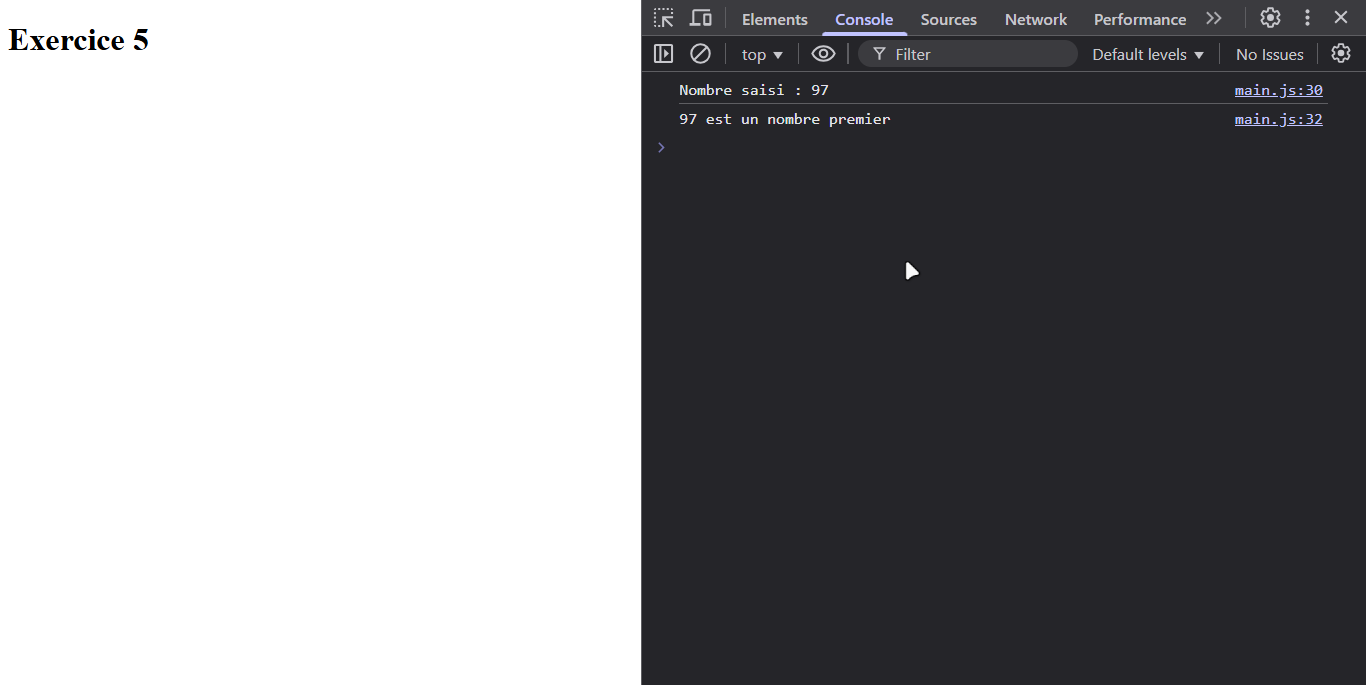 Exercice 5
Elements Console Sources Network Performance
top Filter Default levels No Issues
Nombre saisi : 97 main.js:30
97 est un nombre premier main.js:32